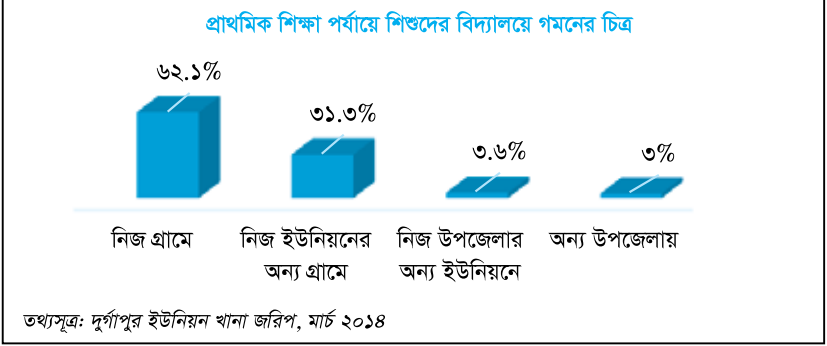 প্রাথমিক শিক্ষা পর্যায়ে শিশুদের বিদ্যালয়ে গমনের চিত্র
৬২.১%
৩১.৩%
৩.৬%
৩%
নিজ গ্রামে
নিজ ইউনিয়নের
অন্য গ্রামে
নিজ উপজেলার
অন্য ইউনিয়নে
অন্য উপজেলায়
তথ্যসূত্র: দুর্গাপুর ইউনিয়ন খানা জরিপ, মার্চ ২০১৪